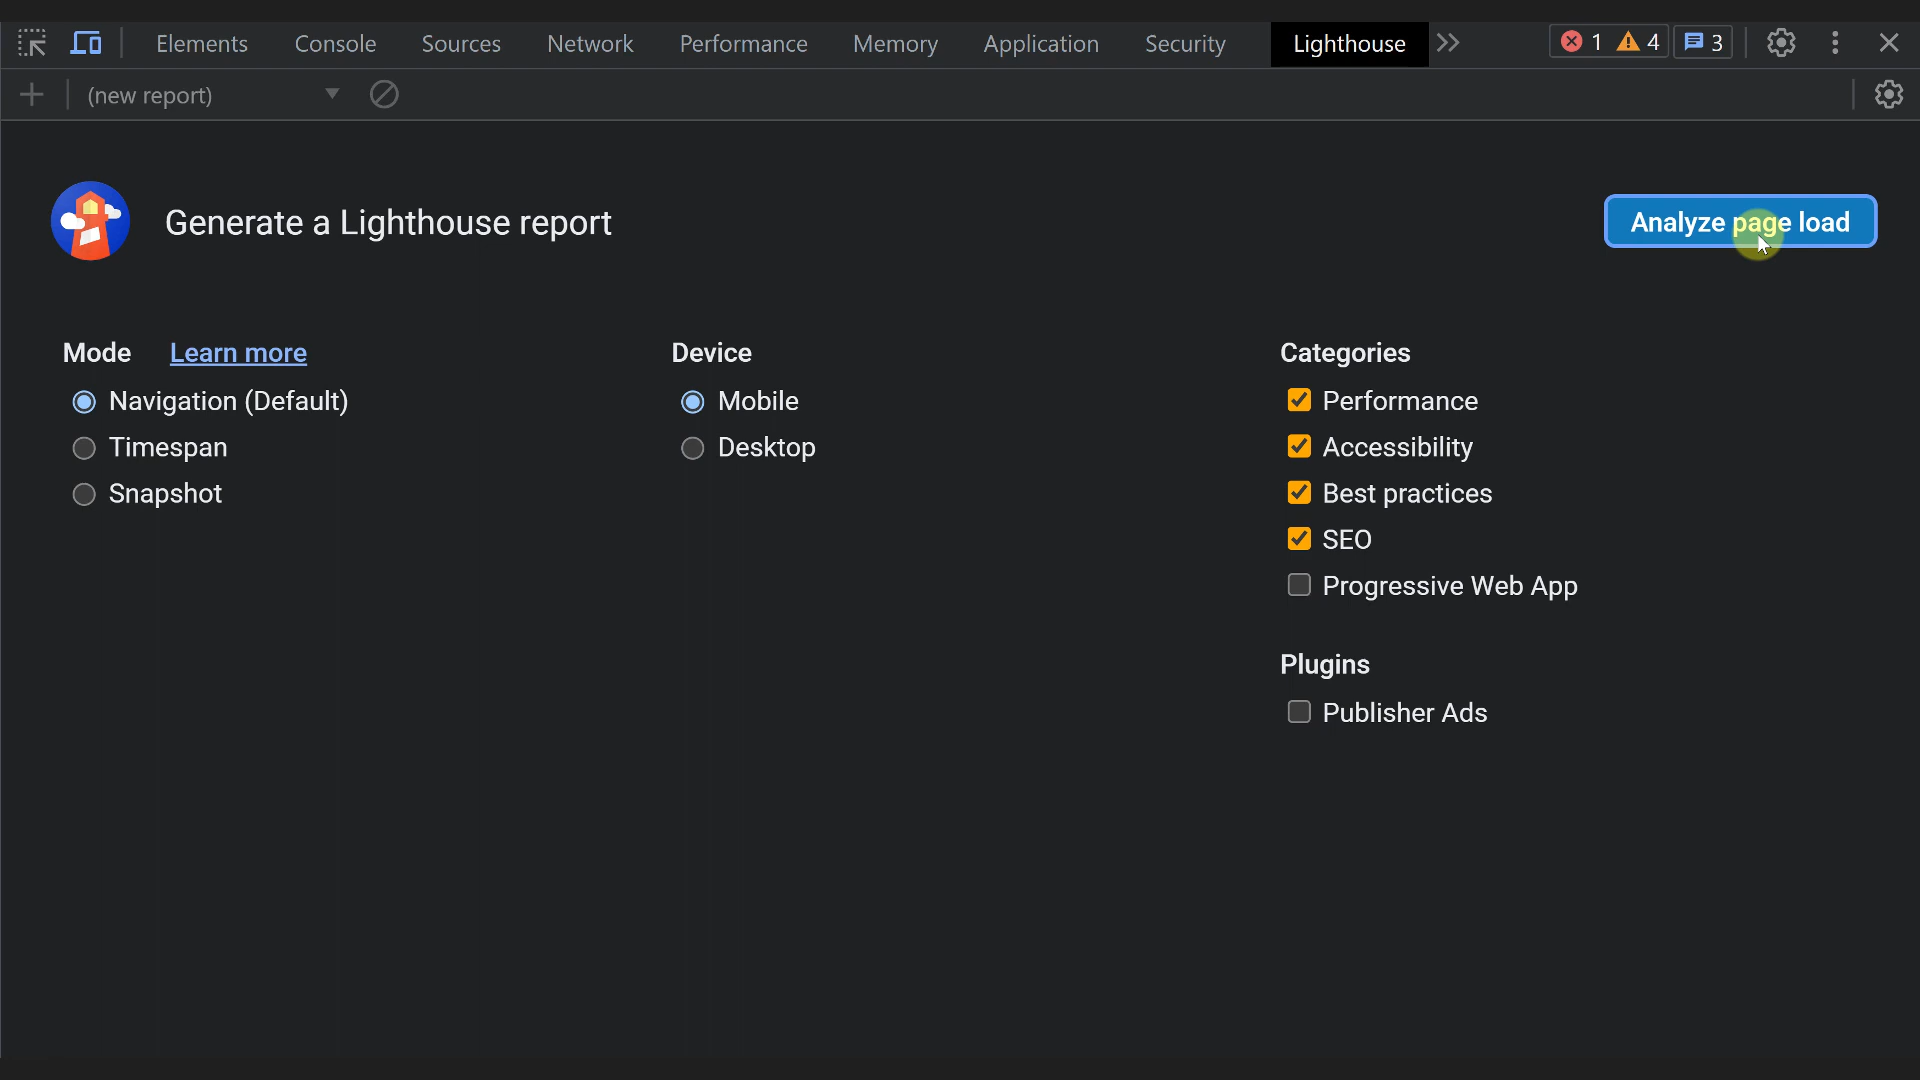 Elements Console Sources Network Performance Memory Application Security Lighthouse 1 4 3
(new report)
Generate a Lighthouse report
Analyze page load
Mode Learn more
Navigation (Default)
Timespan
Snapshot
Device
Mobile
Desktop
Categories
Performance
Accessibility
Best practices
SEO
Progressive Web App
Plugins
Publisher Ads